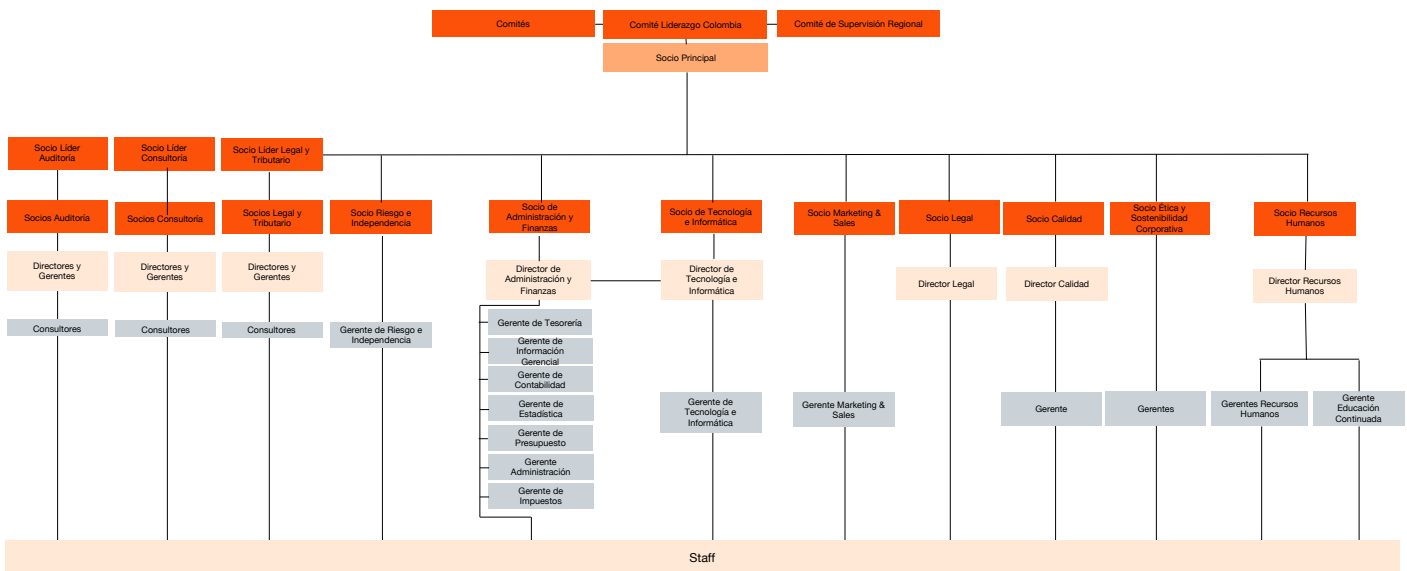 Comités
Comité Liderazgo Colombia
Comité de Supervisión Regional
Socio Principal
Socio Líder
Auditoría
Socio Líder
Consultoría
Socio Líder Legal y
Tributario
Socios Auditoría
Socios Consultoría
Socios Legal y
Tributario
Socio Riesgo e
Independencia
Socio de
Administración y
Finanzas
Socio de Tecnología
e Informática
Socio Marketing &
Sales
Socio Legal
Socio Calidad
Socio Ética y
Sostenibilidad
Corporativa
Socio Recursos
Humanos
Directores y
Gerentes
Directores y
Gerentes
Directores y
Gerentes
Director de
Administración y
Finanzas
Director de
Tecnología e
Informática
Director Legal
Director Calidad
Director Recursos
Humanos
Consultores
Consultores
Consultores
Gerente de Riesgo e
Independencia
Gerente de Tesorería
Gerente de
Información
Gerencial
Gerente de
Contabilidad
Gerente de
Estadística
Gerente de
Presupuesto
Gerente
Administración
Gerente de
Impuestos
Gerente de
Tecnología e
Informática
Gerente Marketing &
Sales
Gerente
Gerentes
Gerentes Recursos
Humanos
Gerente
Educación
Continuada
Staff